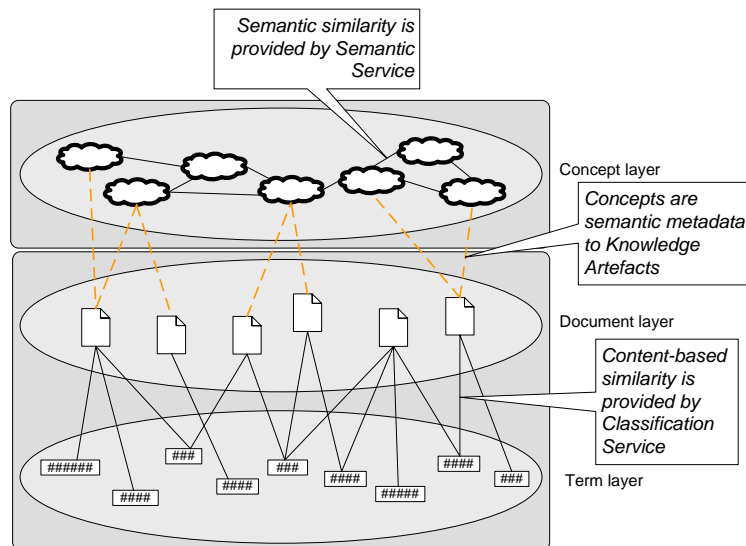 Semantic similarity is
provided by Semantic
Service
Concept layer
Concepts are
semantic metadata
to Knowledge
Artefacts
Document layer
Content-based
similarity is
provided by
Classification
Service
###### 
####
###
####
###
####
#####
####
###
Term layer